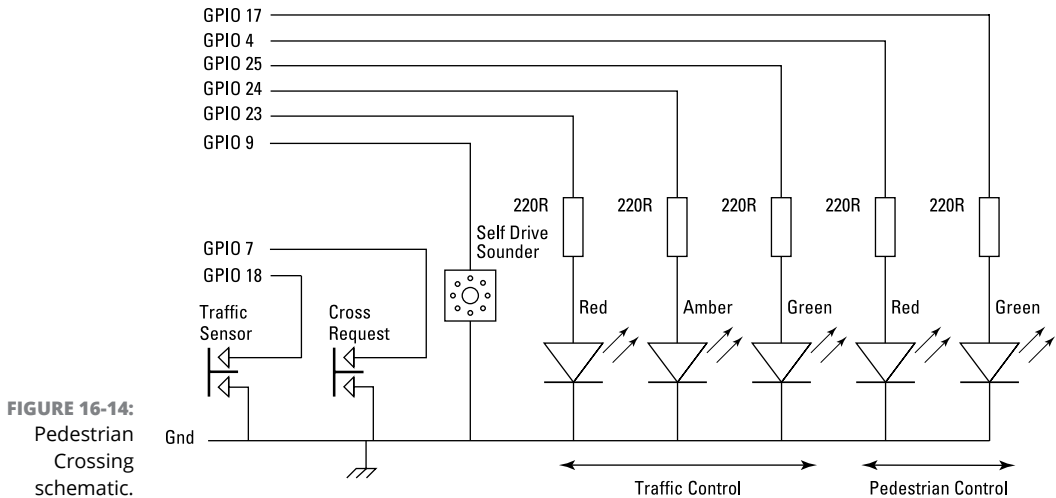 GPIO 17
GPIO 4
GPIO 25
GPIO 24
GPIO 23
GPIO 9
220R
220R
220R
220R
220R
Self Drive
Sounder
GPIO 7
GPIO 18
Traffic
Sensor
Cross
Request
Red
Amber
Green
Red
Green
Gnd
Traffic Control
Pedestrian Control
FIGURE 16-14:
Pedestrian
Crossing
schematic.